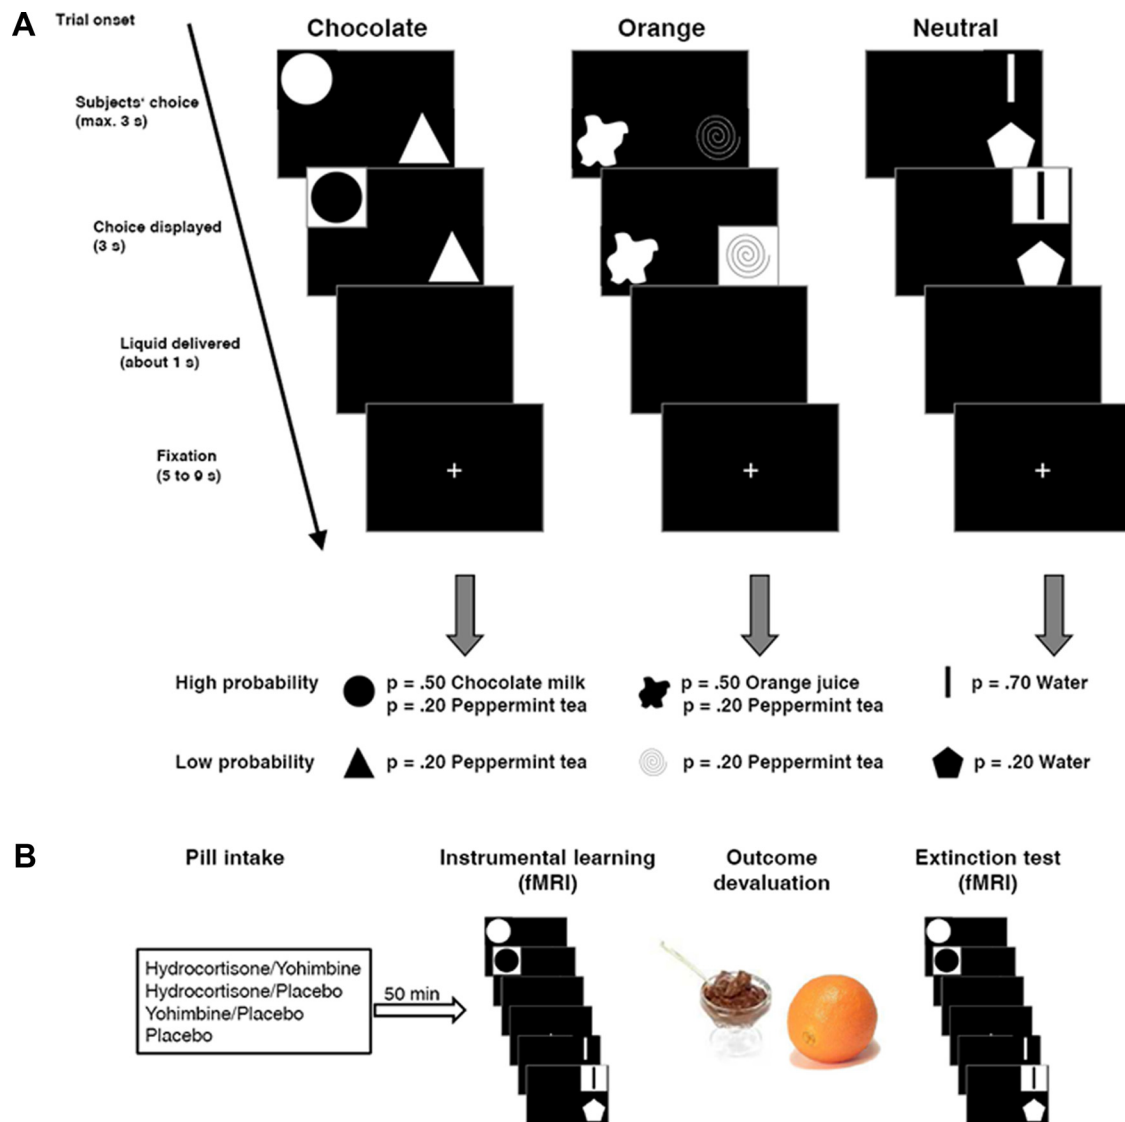 A
Trial onset
Chocolate
Orange
Neutral
Subjects' choice
(max. 3 s)
Choice displayed
(3 s)
Liquid delivered
(about 1 s)
Fixation
(5 to 9 s)
High probability
p = .50 Chocolate milk
p = .20 Peppermint tea
p = .50 Orange juice
p = .20 Peppermint tea
p = .70 Water
Low probability
p = .20 Peppermint tea
p = .20 Peppermint tea
p = .20 Water
B
Pill intake
Instrumental learning
(fMRI)
Outcome
devaluation
Extinction test
(fMRI)
Hydrocortisone/Yohimbine
Hydrocortisone/Placebo
Yohimbine/Placebo
Placebo
50 min